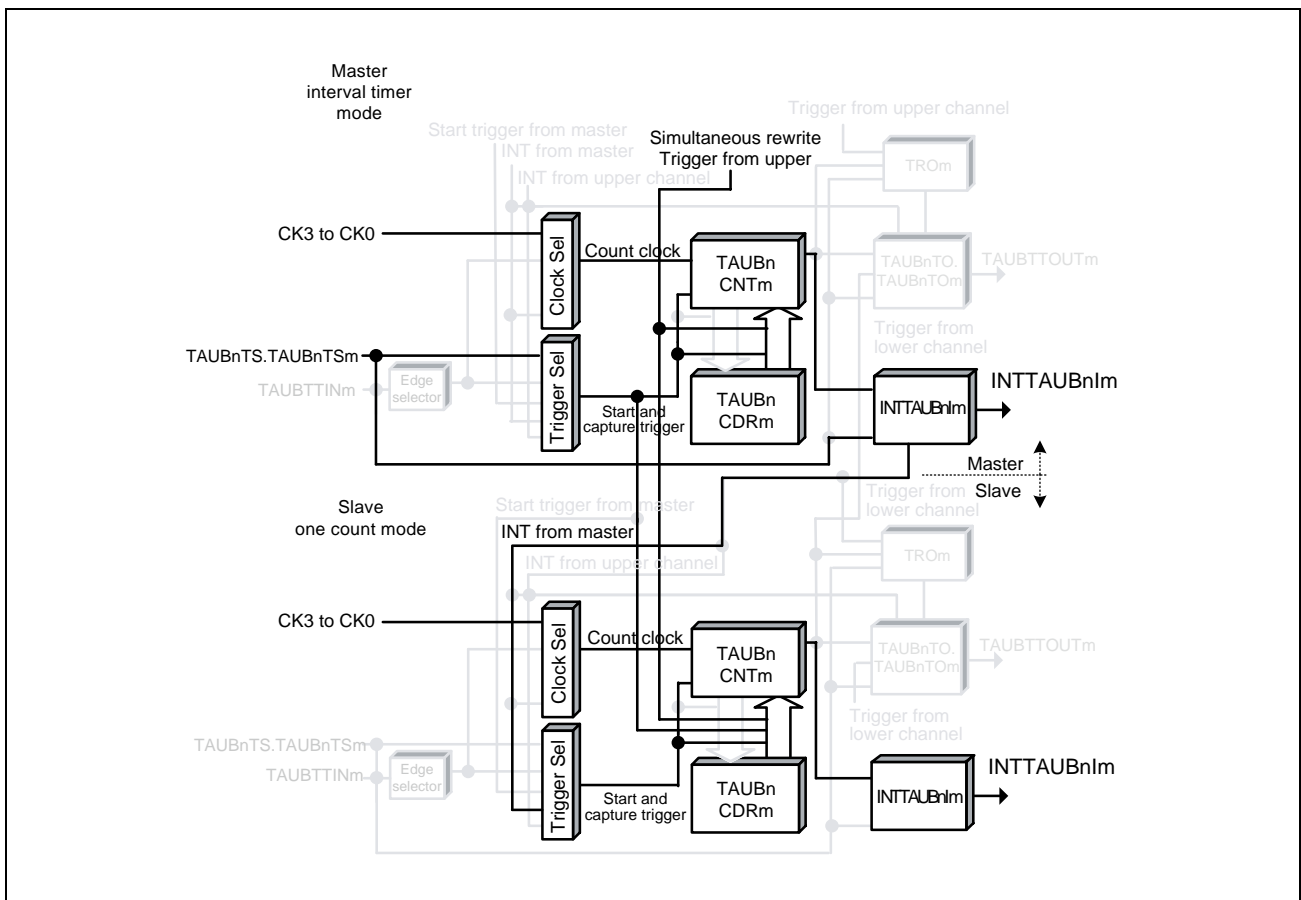 Master
interval timer
mode
Trigger from upper channel
Start trigger from master
INT from master
INT from upper channel
Simultaneous rewrite
Trigger from upper
TROm
CK3 to CK0
Clock Sel
Count clock
TAUBn
CNTm
TAUBnTO.
TAUBnTOm
TAUBTTOUTm
Trigger from
lower channel
TAUBnTS.TAUBnTSm
TAUBTTINm
Edge
selector
Trigger Sel
Start and
capture trigger
TAUBn
CDRm
INTTAUBnIm
INTTAUBnIm
Master
Slave
Slave
one count mode
Start trigger from master
INT from master
INT from upper channel
Trigger from
lower channel
TROm
CK3 to CK0
Clock Sel
Count clock
TAUBn
CNTm
TAUBnTO.
TAUBnTOm
TAUBTTOUTm
Trigger from
lower channel
TAUBnTS.TAUBnTSm
TAUBTTINm
Edge
selector
Trigger Sel
Start and
capture trigger
TAUBn
CDRm
INTTAUBnIm
INTTAUBnIm